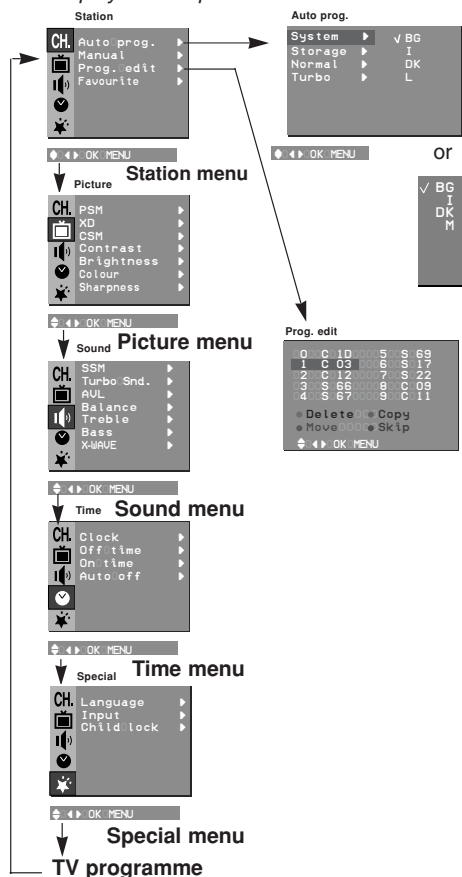 Station
CH.
Auto prog.
Manual
Prog. edit
Favourite
OK MENU
Station menu
Auto prog.
System
Storage
Normal
Turbo
√ BG
I
DK
L
OK MENU
or
√ BG
I
DK
M
Picture
CH.
PSM
XD
CSM
Contrast
Brightness
Colour
Sharpness
OK MENU
Picture menu
Prog. edit
0 C 1D 5 S 69
1 C 03 6 S 17
2 C 12 7 S 22
3 S 66 8 C 09
4 S 67 9 C 11
Delete Copy
Move Skip
OK MENU
Sound
CH.
SSM
Turbo Snd.
AVL
Balance
Treble
Bass
X-WAVE
OK MENU
Sound menu
Time
CH.
Clock
Off time
On time
Auto off
OK MENU
Time menu
Special
CH.
Language
Input
Child lock
OK MENU
Special menu
TV programme